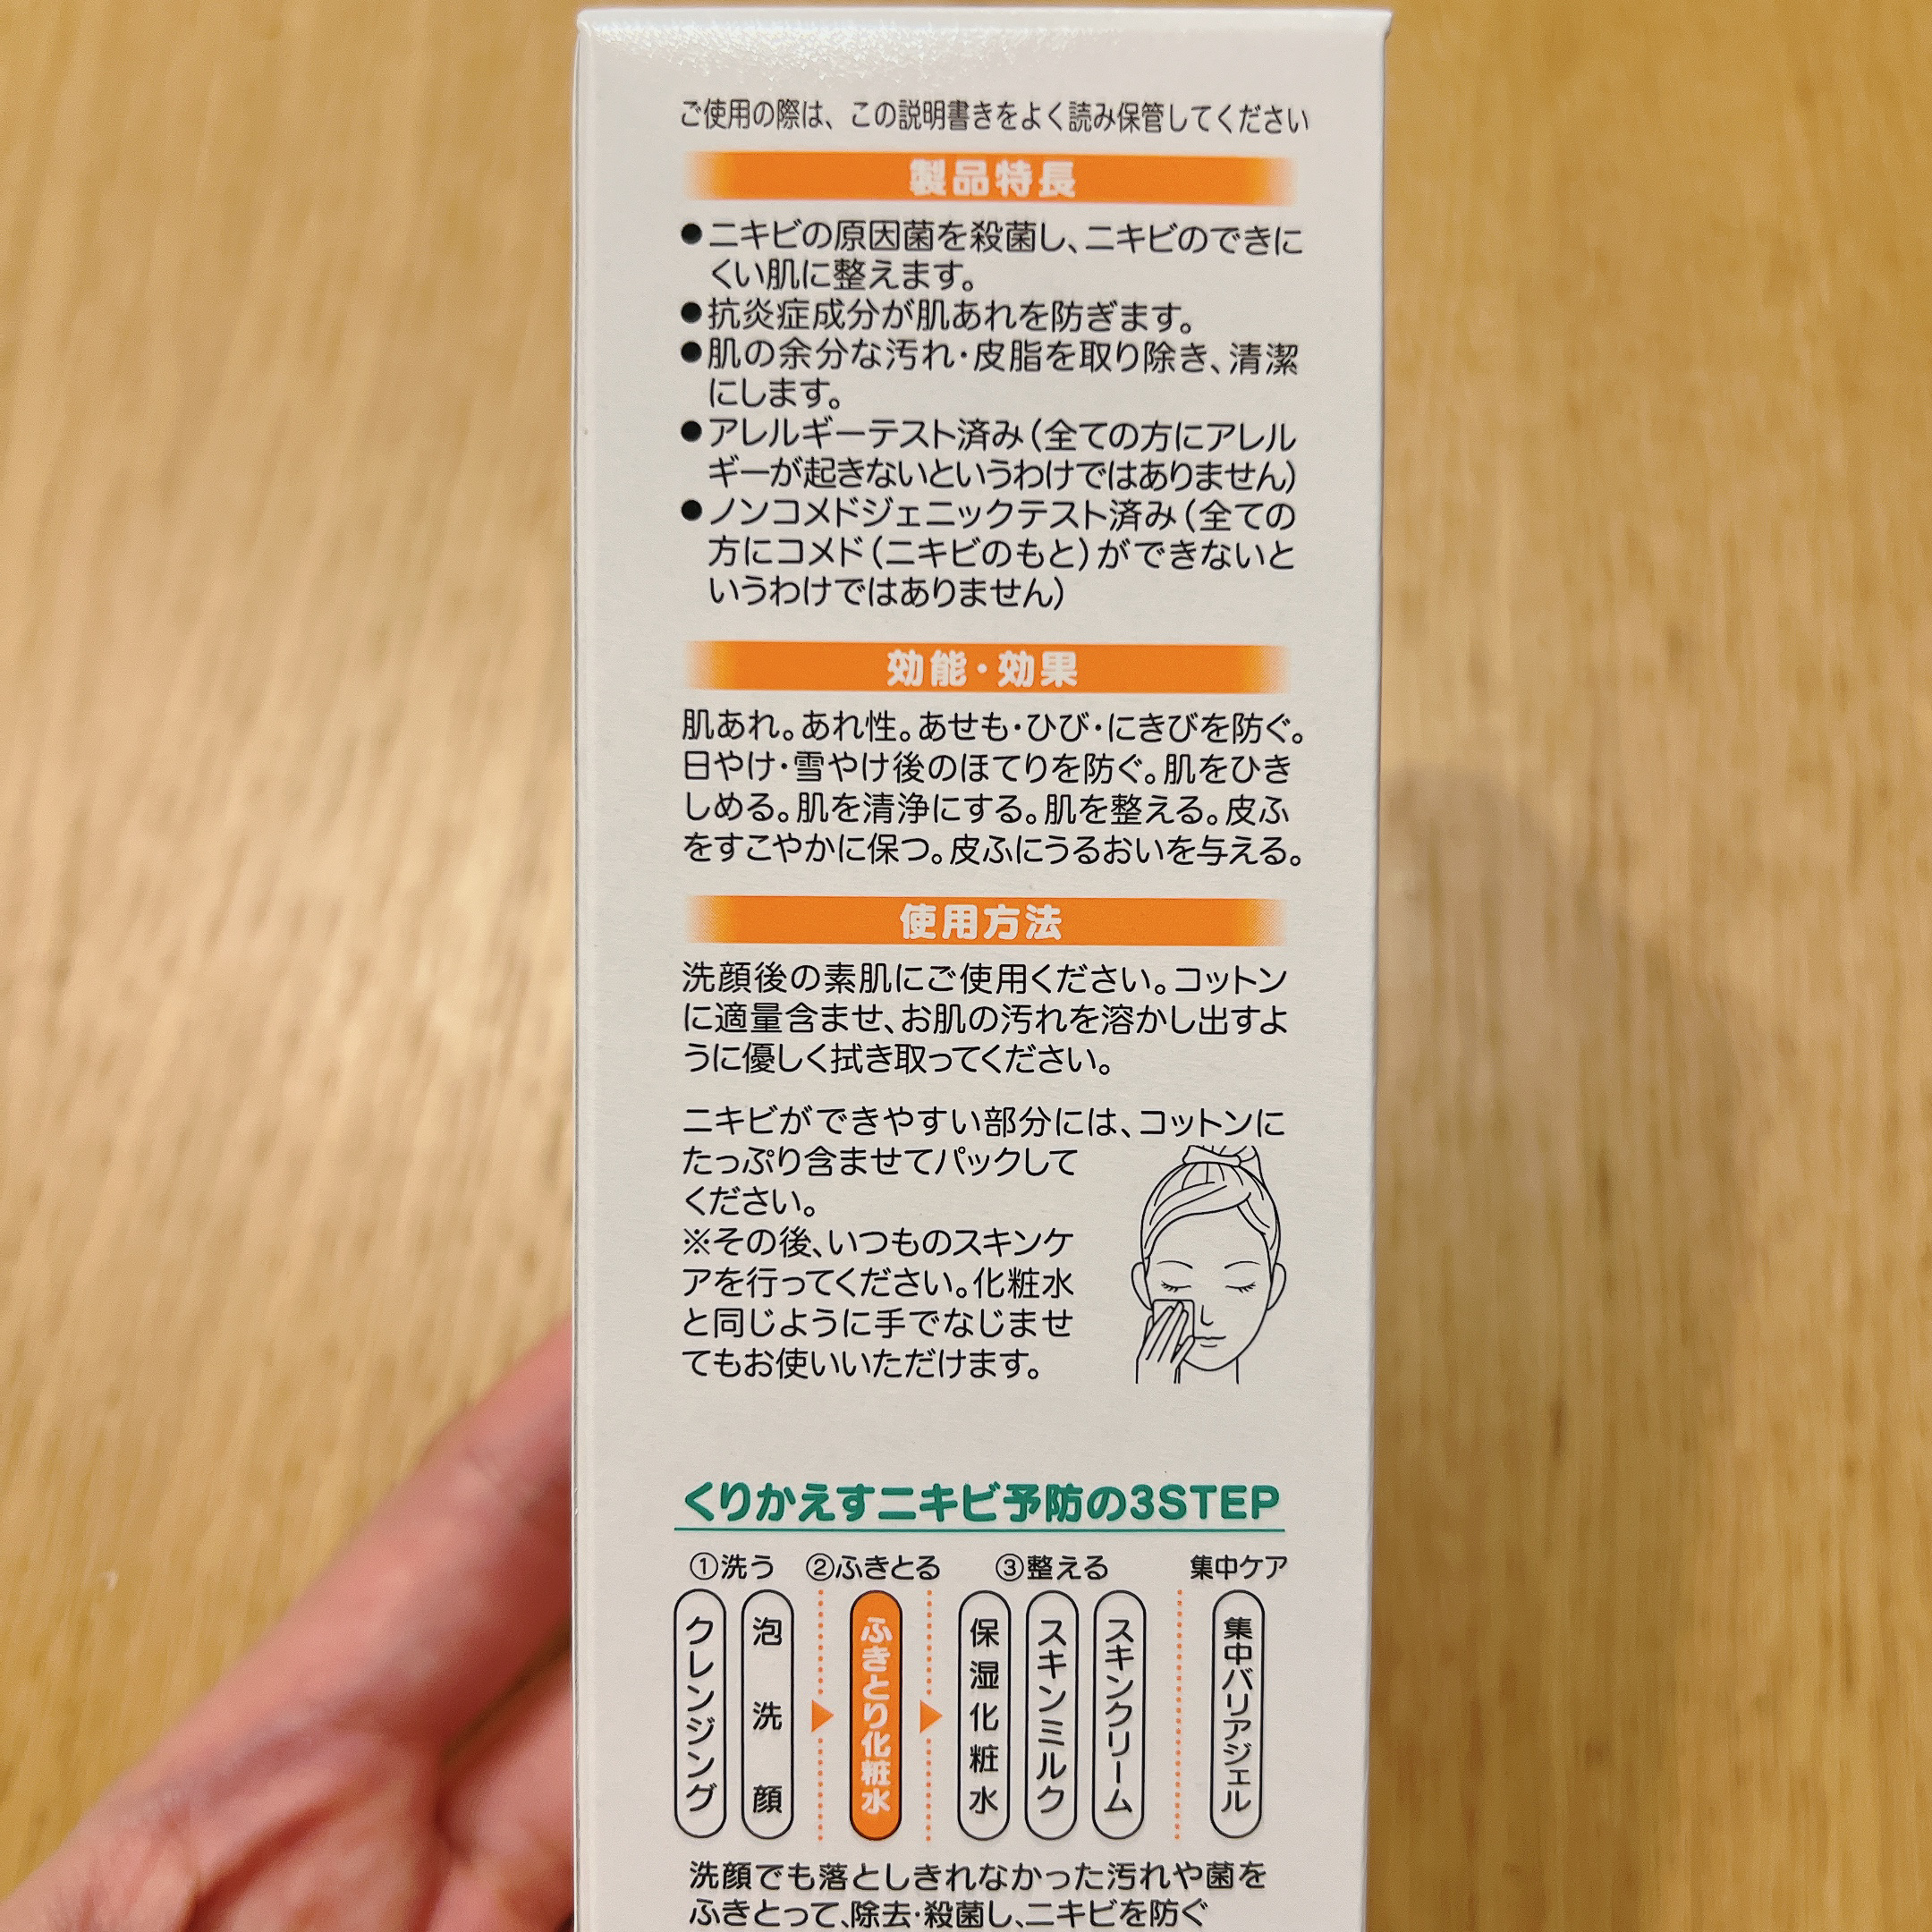 ご使用の際は、この説明書きをよく読み保管してください
製品特長
●ニキビの原因菌を殺菌し、ニキビのできに
くい肌に整えます。
●抗炎症成分が肌あれを防ぎます。
●肌の余分な汚れ・皮脂を取り除き、清潔
にします。
●アレルギーテスト済み(全ての方にアレル
ギーが起きないというわけではありません)
●ノンコメドジェニックテスト済み(全ての
方にコメド(ニキビのもと)ができないと
いうわけではありません)
効能・効果
肌あれ。あれ性。あせも・ひび・にきびを防ぐ。
日やけ・雪やけ後のほてりを防ぐ。肌をひき
しめる。肌を清浄にする。肌を整える。皮ふ
をすこやかに保つ。皮ふにうるおいを与える。
使用方法
洗顔後の素肌にご使用ください。コットン
に適量含ませ、お肌の汚れを溶かし出すよ
うに優しく拭き取ってください。
ニキビができやすい部分には、コットンに
たっぷり含ませてパックして
ください。
※その後、いつものスキンケ
アを行ってください。化粧水
と同じように手でなじませ
てもお使いいただけます。
くりかえすニキビ予防の3STEP
①洗う ②ふきとる ③整える 集中ケア
クレンジング
泡洗顔
ふきとり化粧水
保湿化粧水
スキンミルク
スキンクリーム
集中バリアジェル
洗顔でも落としきれなかった汚れや菌を
ふきとって、除去・殺菌し、ニキビを防ぐ